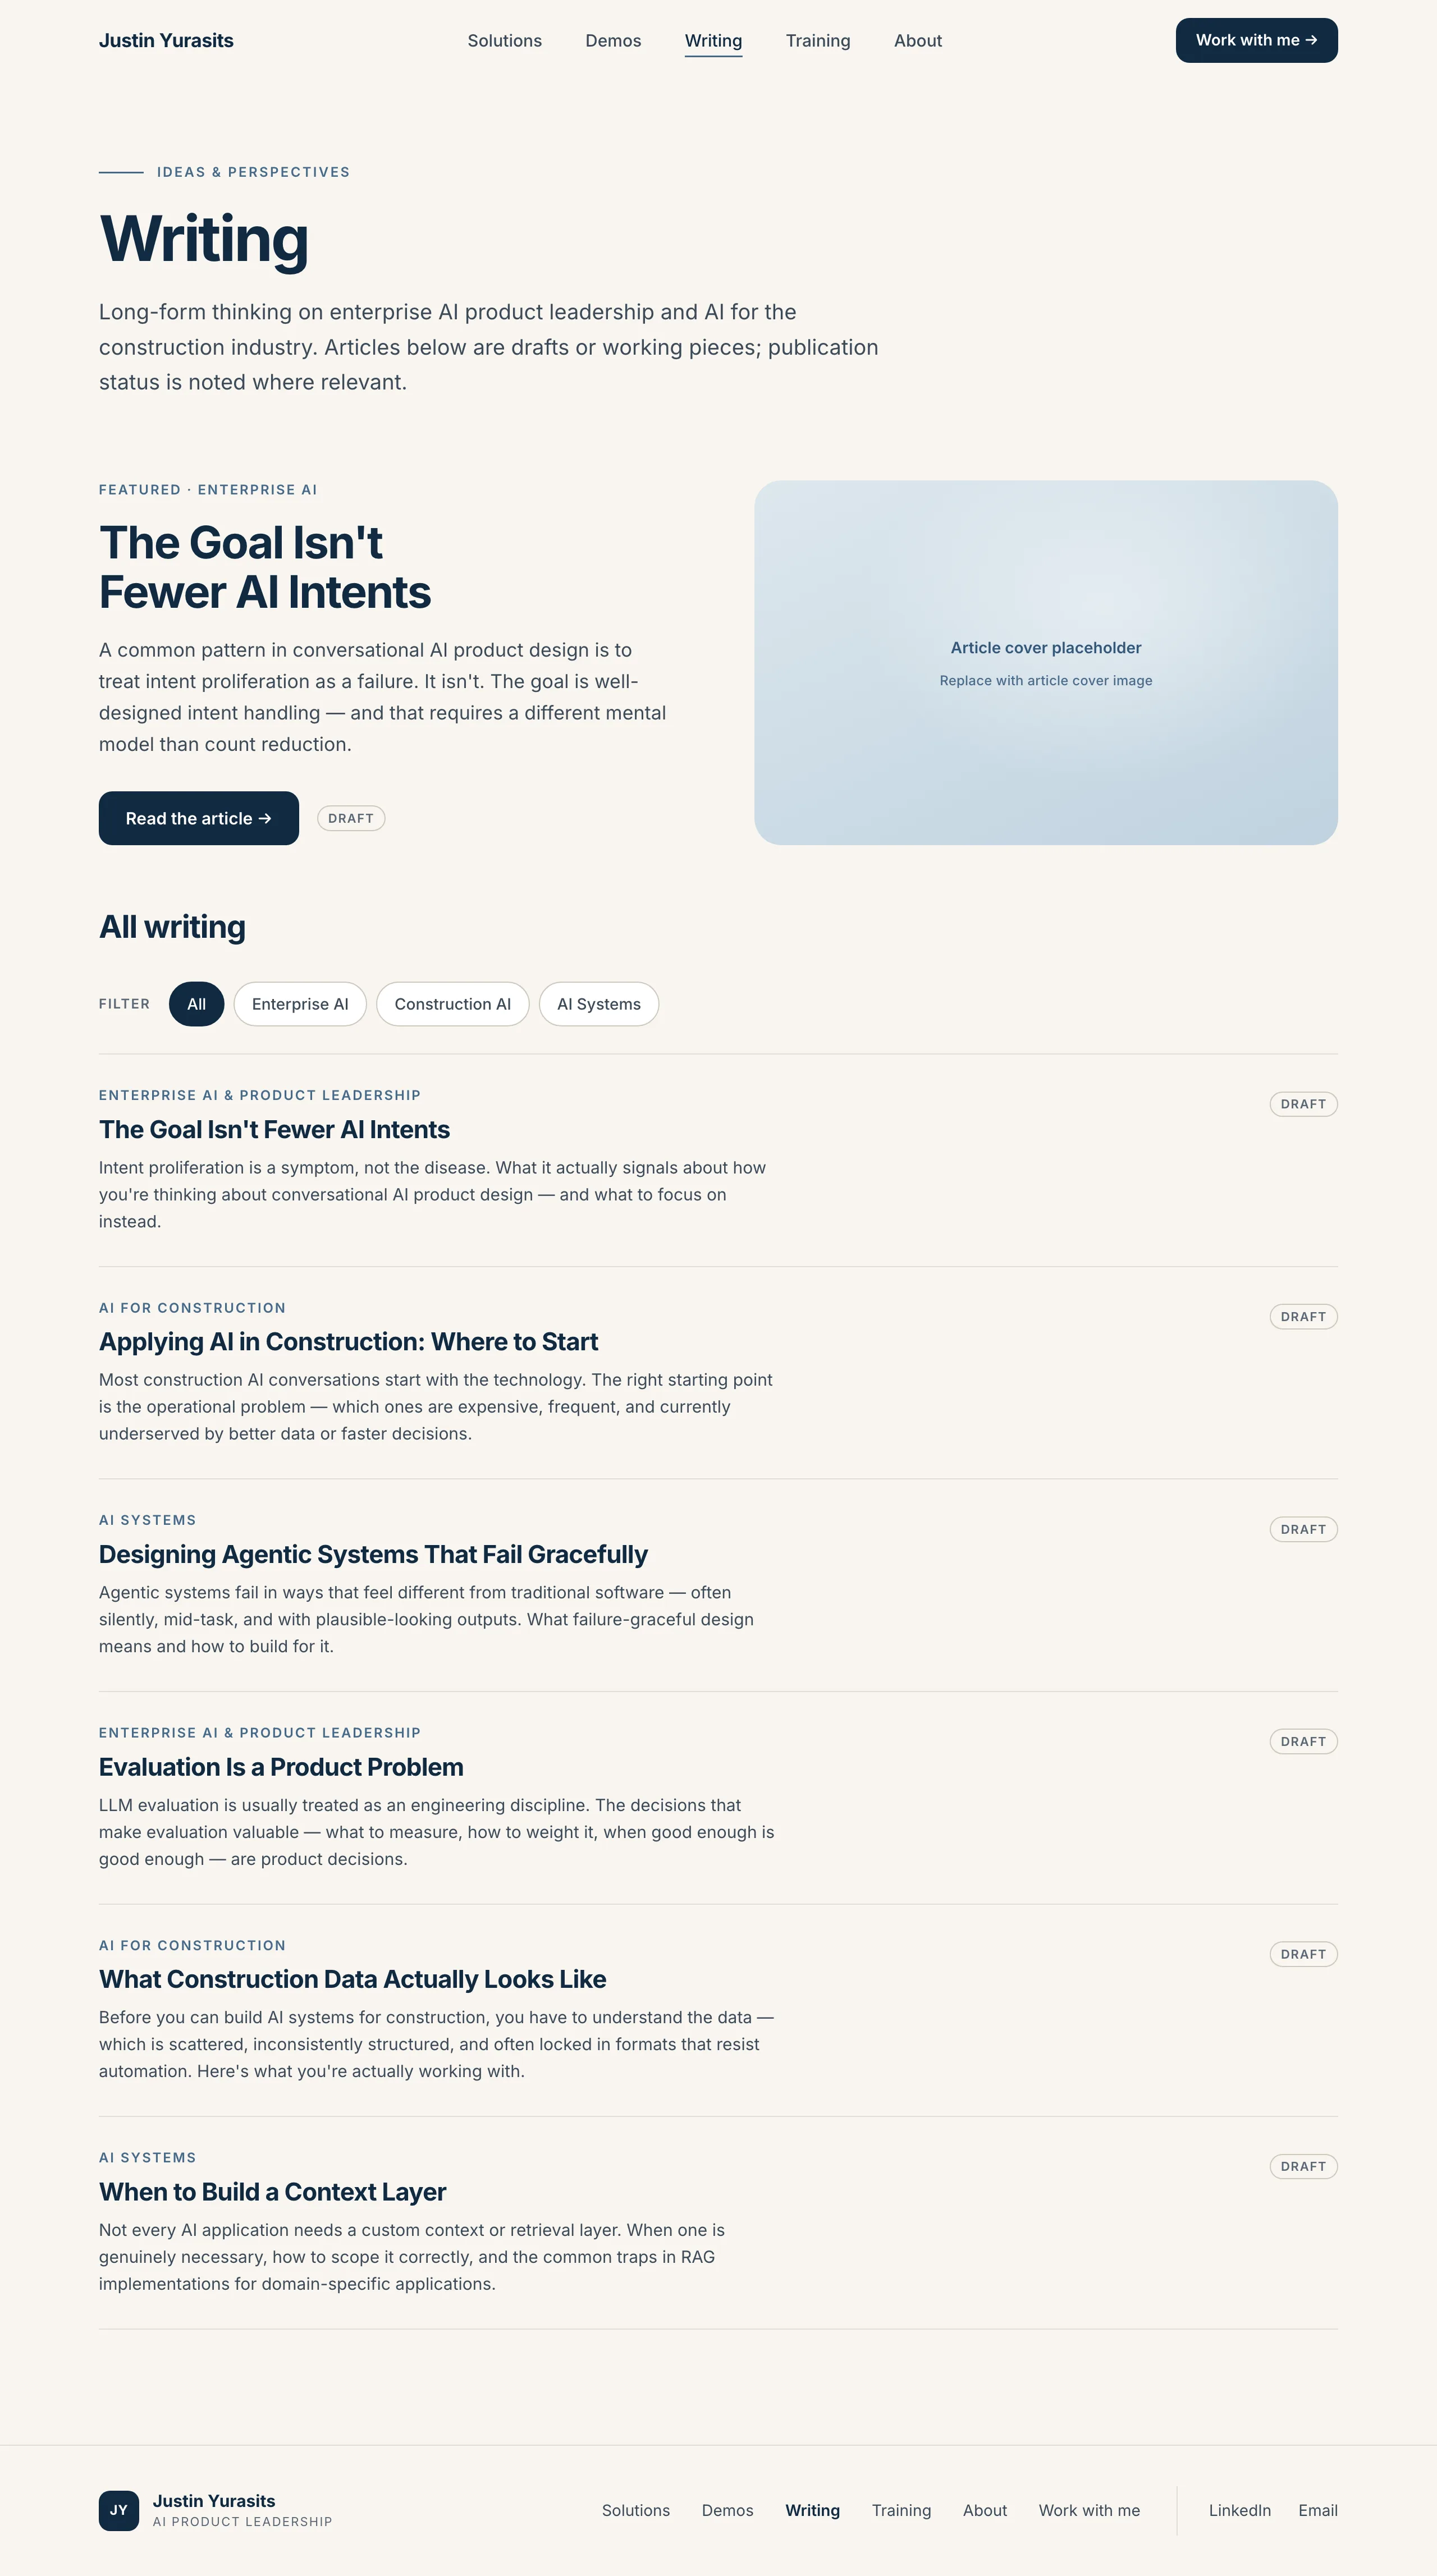 Justin Yurasits
Solutions
Demos
Writing
Training
About
Work with me →
IDEAS & PERSPECTIVES
Writing
Long-form thinking on enterprise AI product leadership and AI for the
construction industry. Articles below are drafts or working pieces; publication
status is noted where relevant.
FEATURED · ENTERPRISE AI
The Goal Isn't
Fewer AI Intents
A common pattern in conversational AI product design is to
treat intent proliferation as a failure. It isn't. The goal is well-
designed intent handling — and that requires a different mental
model than count reduction.
Read the article →
DRAFT
Article cover placeholder
Replace with article cover image
All writing
FILTER
All
Enterprise AI
Construction AI
AI Systems
ENTERPRISE AI & PRODUCT LEADERSHIP
DRAFT
The Goal Isn't Fewer AI Intents
Intent proliferation is a symptom, not the disease. What it actually signals about how
you're thinking about conversational AI product design — and what to focus on
instead.
AI FOR CONSTRUCTION
DRAFT
Applying AI in Construction: Where to Start
Most construction AI conversations start with the technology. The right starting point
is the operational problem — which ones are expensive, frequent, and currently
underserved by better data or faster decisions.
AI SYSTEMS
DRAFT
Designing Agentic Systems That Fail Gracefully
Agentic systems fail in ways that feel different from traditional software — often
silently, mid-task, and with plausible-looking outputs. What failure-graceful design
means and how to build for it.
ENTERPRISE AI & PRODUCT LEADERSHIP
DRAFT
Evaluation Is a Product Problem
LLM evaluation is usually treated as an engineering discipline. The decisions that
make evaluation valuable — what to measure, how to weight it, when good enough is
good enough — are product decisions.
AI FOR CONSTRUCTION
DRAFT
What Construction Data Actually Looks Like
Before you can build AI systems for construction, you have to understand the data —
which is scattered, inconsistently structured, and often locked in formats that resist
automation. Here's what you're actually working with.
AI SYSTEMS
DRAFT
When to Build a Context Layer
Not every AI application needs a custom context or retrieval layer. When one is
genuinely necessary, how to scope it correctly, and the common traps in RAG
implementations for domain-specific applications.
JY
Justin Yurasits
AI PRODUCT LEADERSHIP
Solutions
Demos
Writing
Training
About
Work with me
LinkedIn
Email